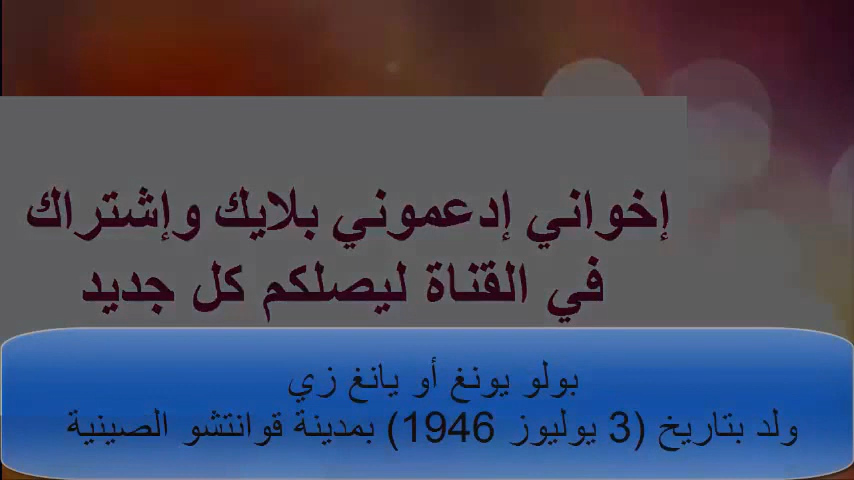 إخواني إدعموني بلايك وإشتراك
في القناة ليصلكم كل جديد
بولو يونغ أو يانغ زي
ولد بتاريخ (3 يوليوز 1946) بمدينة قوانتشو الصينية